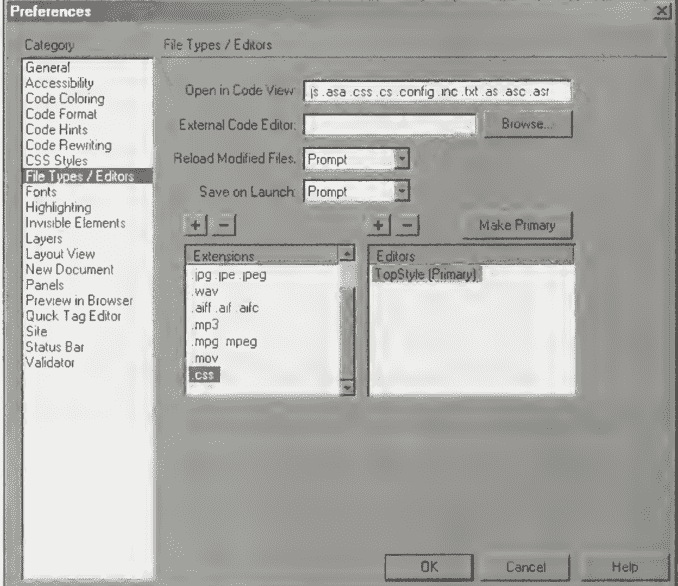 Preferences
Category
General
Accessibility
Code Coloring
Code Format
Code Hints
Code Rewriting
CSS Styles
File Types / Editors
Fonts
Highlighting
Invisible Elements
Layers
Layout View
New Document
Panels
Preview in Browser
Quick Tag Editor
Site
Status Bar
Validator
File Types / Editors
Open in Code View: js .asa .css .cs .config .inc .txt .as .asc .asr
External Code Editor: Browse...
Reload Modified Files: Prompt
Save on Launch: Prompt
+ − + − Make Primary
Extensions
.jpg .jpe .jpeg
.wav
.aiff .aif .aifc
.mp3
.mpg .mpeg
.mov
.css
Editors
TopStyle (Primary)
OK Cancel Help